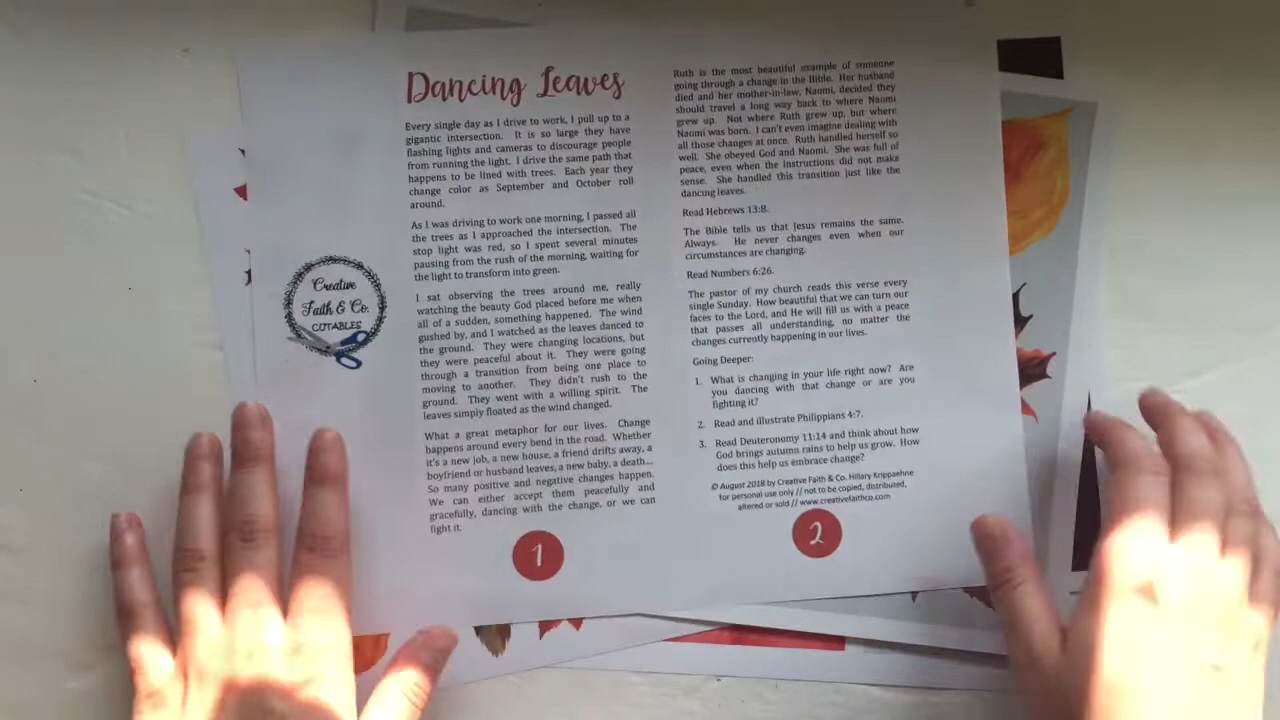 Dancing Leaves
Every single day as I drive to work, I pull up to a
gigantic intersection. It is so large they have
flashing lights and cameras to discourage people
from running the light. I drive the same path that
happens to be lined with trees. Each year they
change color as September and October roll
around.
As I was driving to work one morning, I passed all
the trees as I approached the intersection. The
stop light was red, so I spent several minutes
pausing from the rush of the morning, waiting for
the light to transform into green.
I sat observing the trees around me, really
watching the beauty God placed before me when
all of a sudden, something happened. The wind
gushed by, and I watched as the leaves danced to
the ground. They were changing locations, but
they were peaceful about it. They were going
through a transition from being one place to
moving to another. They didn't rush to the
ground. They went with a willing spirit. The
leaves simply floated as the wind changed.
What a great metaphor for our lives. Change
happens around every bend in the road. Whether
it's a new job, a new house, a friend drifts away, a
boyfriend or husband leaves, a new baby, a death...
So many positive and negative changes happen.
We can either accept them peacefully and
gracefully, dancing with the change, or we can
fight it.
1
Creative
Faith & Co.
CUTABLES
Ruth is the most beautiful example of someone
going through a change in the Bible. Her husband
died and her mother-in-law, Naomi, decided they
should travel a long way back to where Naomi
grew up. Not where Ruth grew up, but where
Naomi was born. I can't even imagine dealing with
all those changes at once. Ruth handled herself so
well. She obeyed God and Naomi. She was full of
peace, even when the instructions did not make
sense. She handled this transition just like the
dancing leaves.
Read Hebrews 13:8.
The Bible tells us that Jesus remains the same.
Always. He never changes even when our
circumstances are changing.
Read Numbers 6:26.
The pastor of my church reads this verse every
single Sunday. How beautiful that we can turn our
faces to the Lord, and He will fill us with a peace
that passes all understanding, no matter the
changes currently happening in our lives.
Going Deeper:
1. What is changing in your life right now? Are
you dancing with that change or are you
fighting it?
2. Read and illustrate Philippians 4:7.
3. Read Deuteronomy 11:14 and think about how
God brings autumn rains to help us grow. How
does this help us embrace change?
© August 2018 by Creative Faith & Co. Hillary Krippaehne
for personal use only // not to be copied, distributed,
altered or sold // www.creativefaithco.com
2